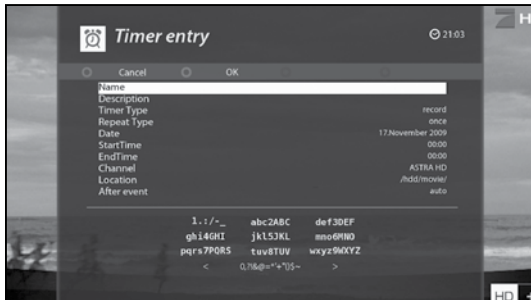 Timer entry
21:03
Cancel OK
Name
Description
Timer Type record
Repeat Type once
Date 17.November 2009
StartTime 00:00
EndTime 00:00
Channel ASTRA HD
Location /hdd/movie/
After event auto
1.:/-_ abc2ABC def3DEF
ghi4GHI jkl5JKL mno6MNO
pqrs7PQRS tuv8TUV wxyz9WXYZ
< >
HD